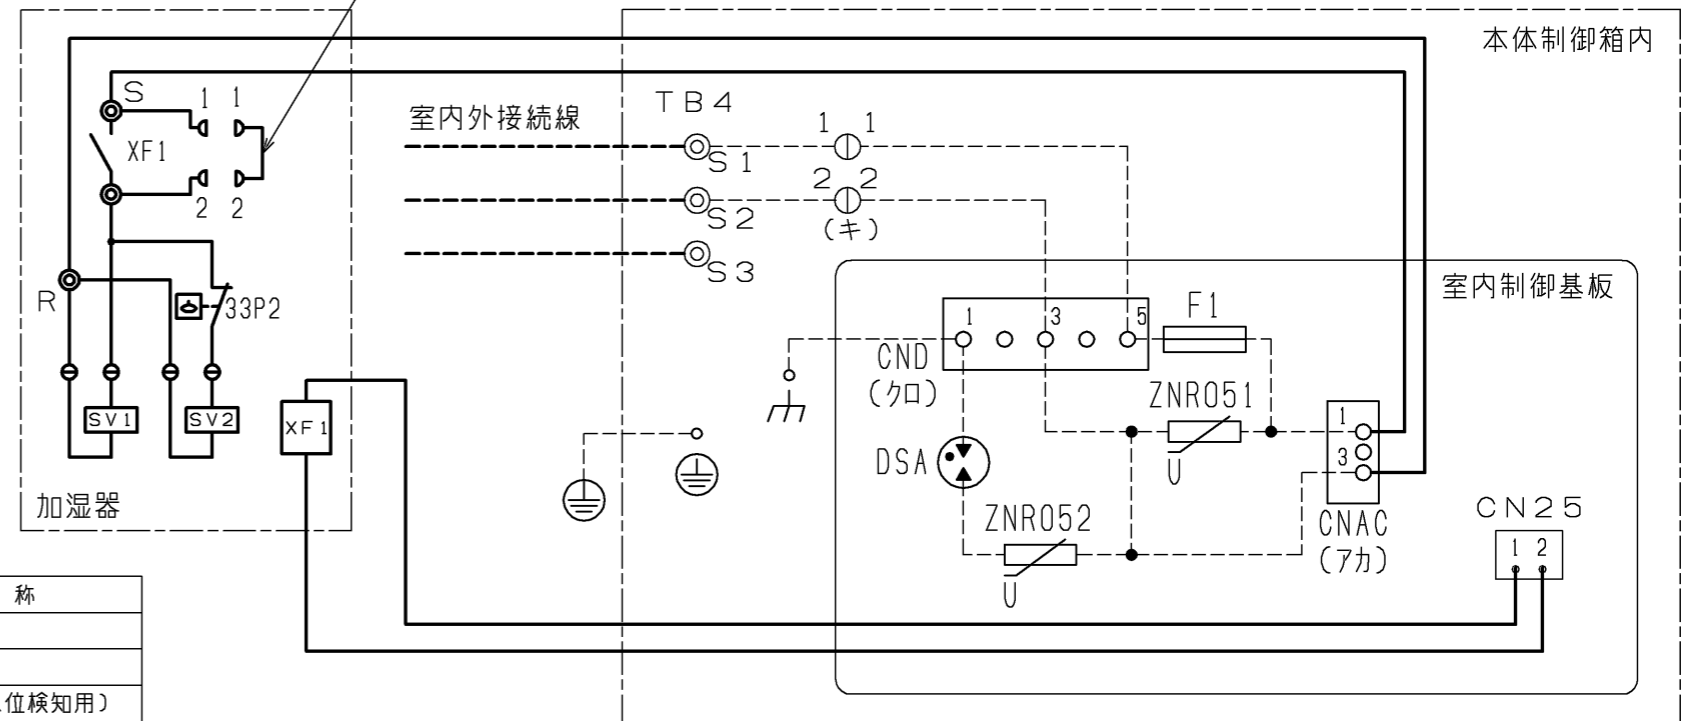 本体制御箱内
S
1 1
XF1
2 2
室内外接続線
TB4
1 1
S1
2 2
S2
(キ)
S3
R
33P2
SV1
SV2
XF1
加湿器
室内制御基板
1 3 5
F1
CND
(クロ)
ZNR051
U
DSA
1
3
CNAC
(アカ)
ZNR052
U
CN25
1 2
称
位検知用)